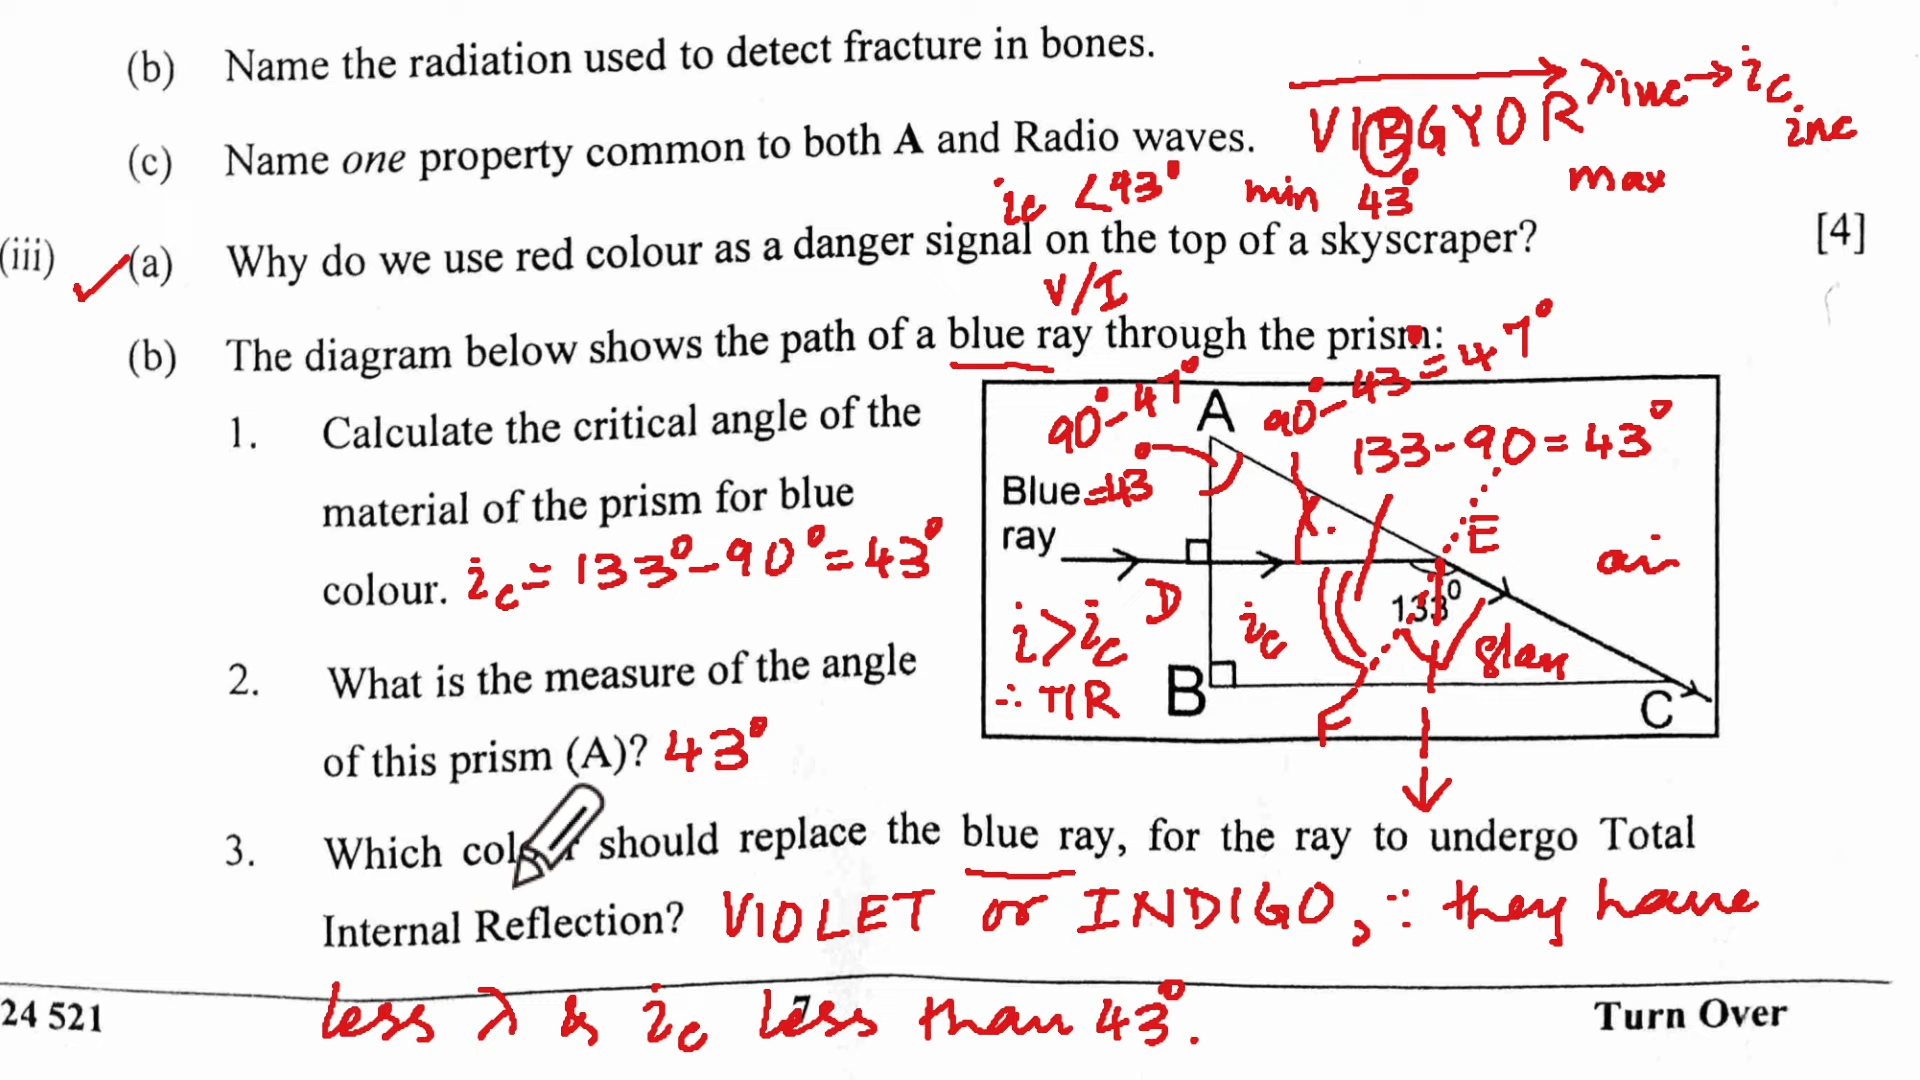 (b) Name the radiation used to detect fracture in bones.
λ inc → ic inc
VIBGYOR
(c) Name one property common to both A and Radio waves.
ic <43° min 43° max
(iii) (a) Why do we use red colour as a danger signal on the top of a skyscraper? [4]
V/I
(b) The diagram below shows the path of a blue ray through the prism:
90°-47° =43°
90°-43=47°
A
133-90=43°
1. Calculate the critical angle of the
material of the prism for blue
colour. ic = 133°-90°=43°
Blue
ray
E
air
D
133°
i>ic
∴ TIR
ic
B
F
C
2. What is the measure of the angle
of this prism (A)? 43°
3. Which should replace the blue ray, for the ray to undergo Total
Internal Reflection? VIOLET or INDIGO, ∵ they have
less λ & ic less than 43°.
24 521
7
Turn Over